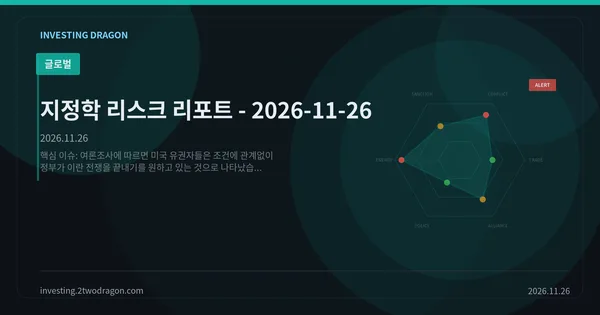 INVESTING DRAGON
글로벌
지정학 리스크 리포트 - 2026-11-26
2026.11.26
핵심 이슈: 여론조사에 따르면 미국 유권자들은 조건에 관계없이
정부가 이란 전쟁을 끝내기를 원하고 있는 것으로 나타났습...
ALERT
investing.2twodragon.com
2026.11.26